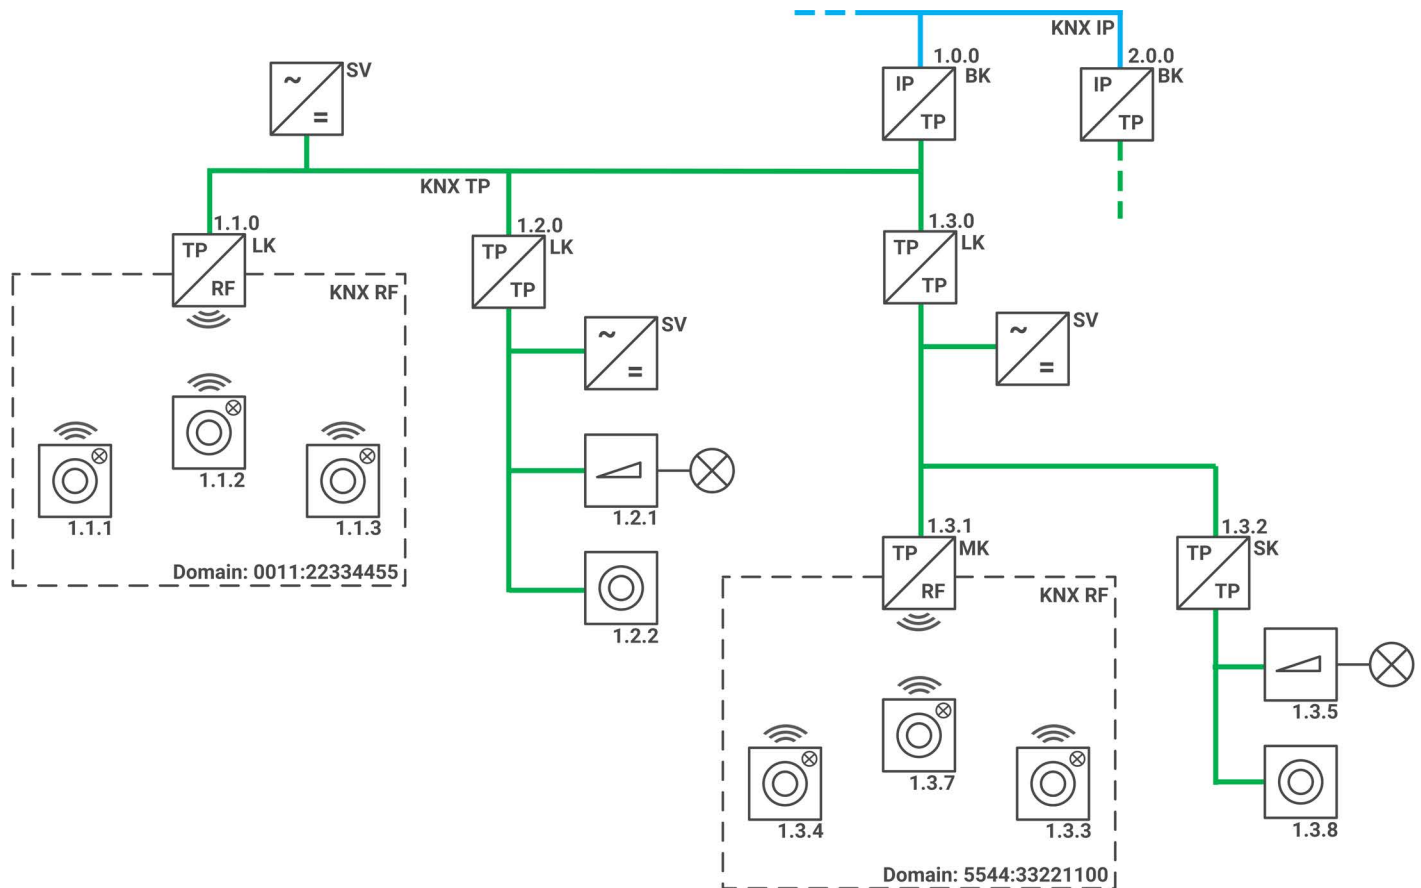 KNX IP
1.0.0
BK
IP
TP
2.0.0
BK
IP
TP
SV
~
=
KNX TP
1.1.0
LK
TP
RF
KNX RF
1.1.1
1.1.2
1.1.3
Domain: 0011:22334455
1.2.0
LK
TP
TP
SV
~
=
1.2.1
1.2.2
1.3.0
LK
TP
TP
SV
~
=
1.3.1
MK
TP
RF
KNX RF
1.3.4
1.3.7
1.3.3
Domain: 5544:33221100
1.3.2
SK
TP
TP
1.3.5
1.3.8